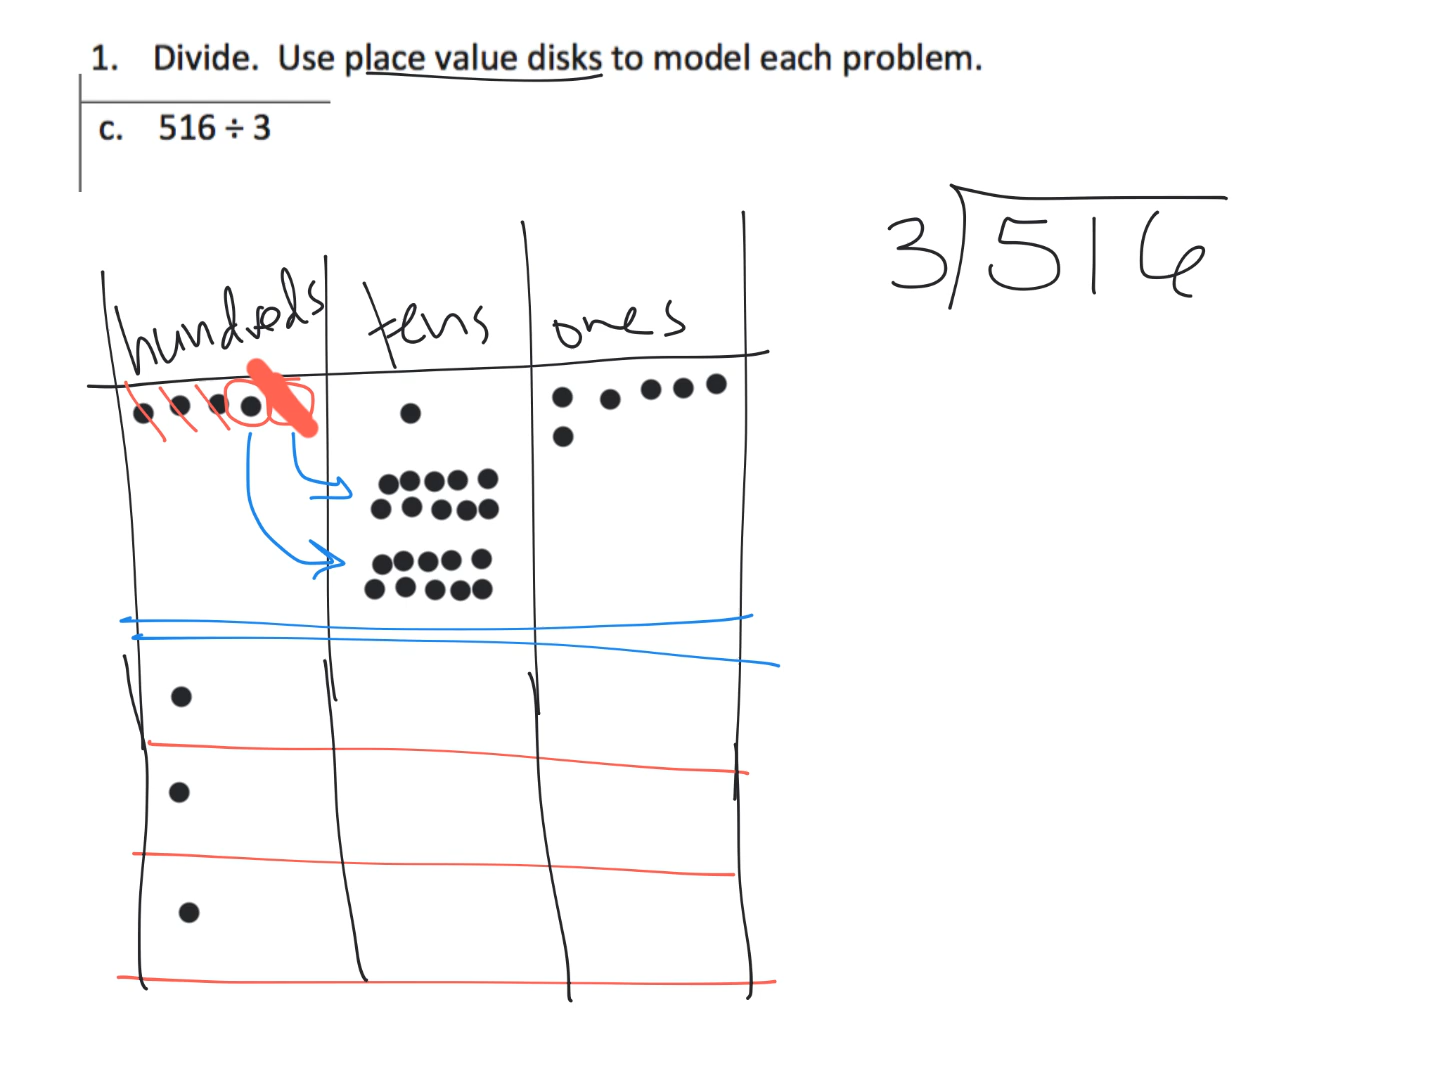 1. Divide. Use place value disks to model each problem.
c. 516 ÷ 3
3 516
hundreds tens ones